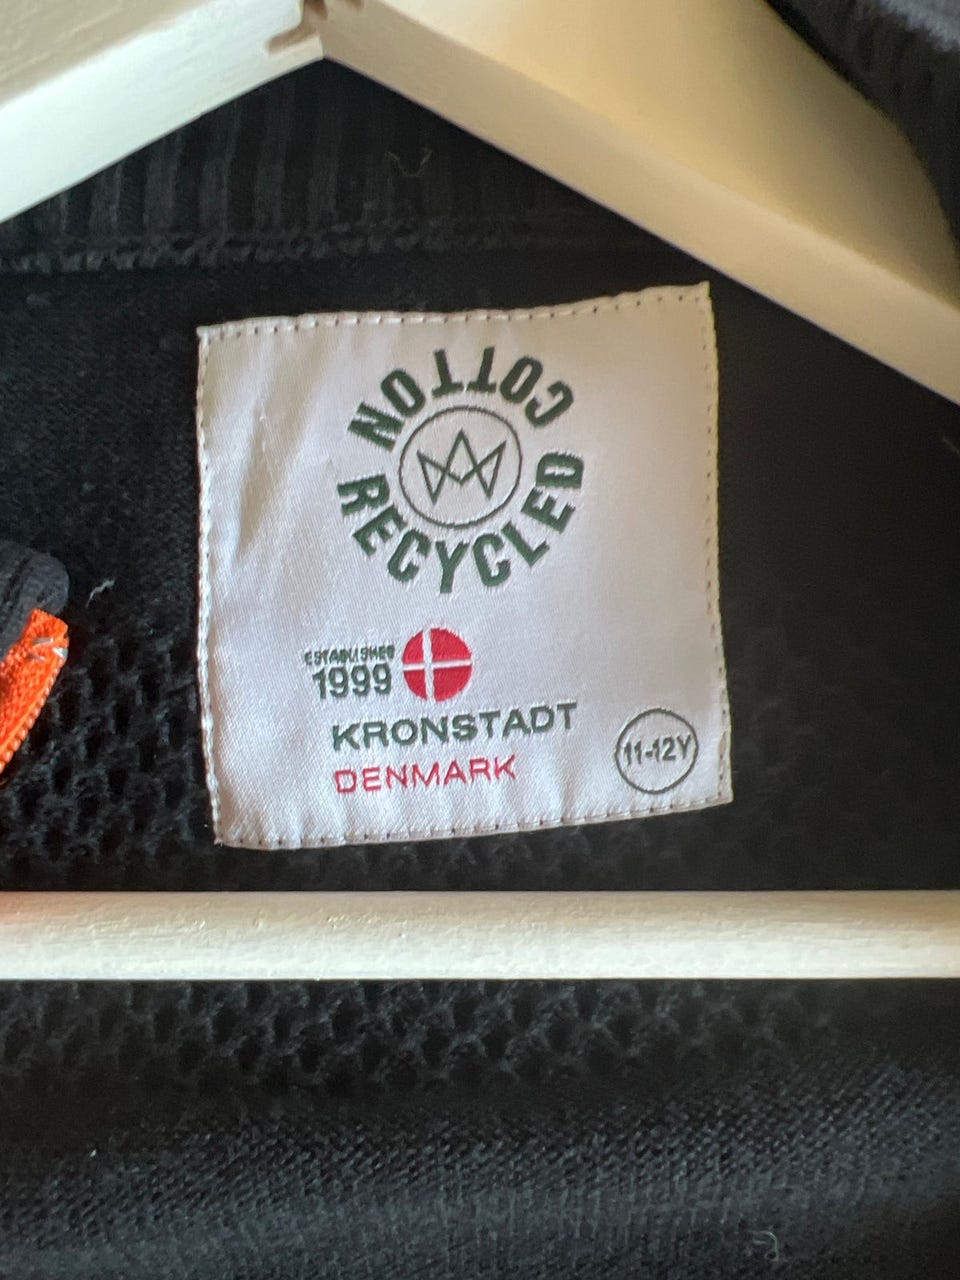 COTTON
RECYCLED
ESTABLISHED
1999
KRONSTADT
DENMARK
11-12Y